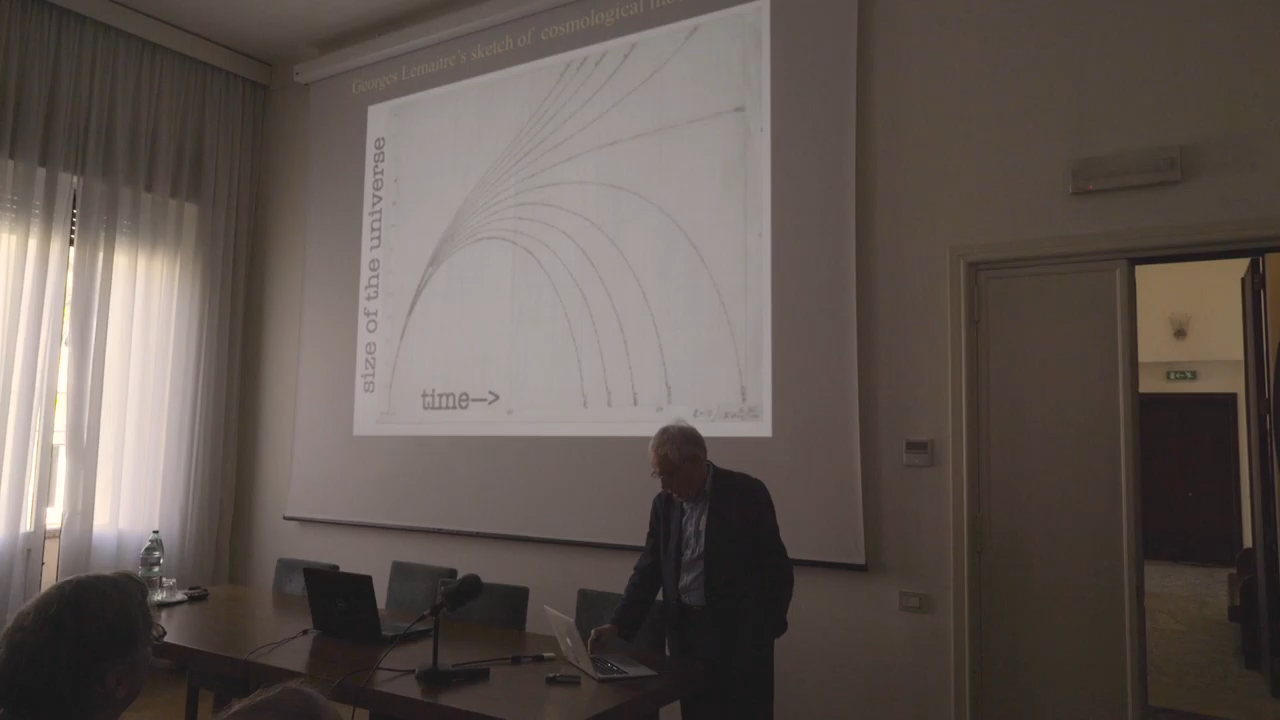 Georges Lemaitre's sketch of cosmological
size of the universe
time—>